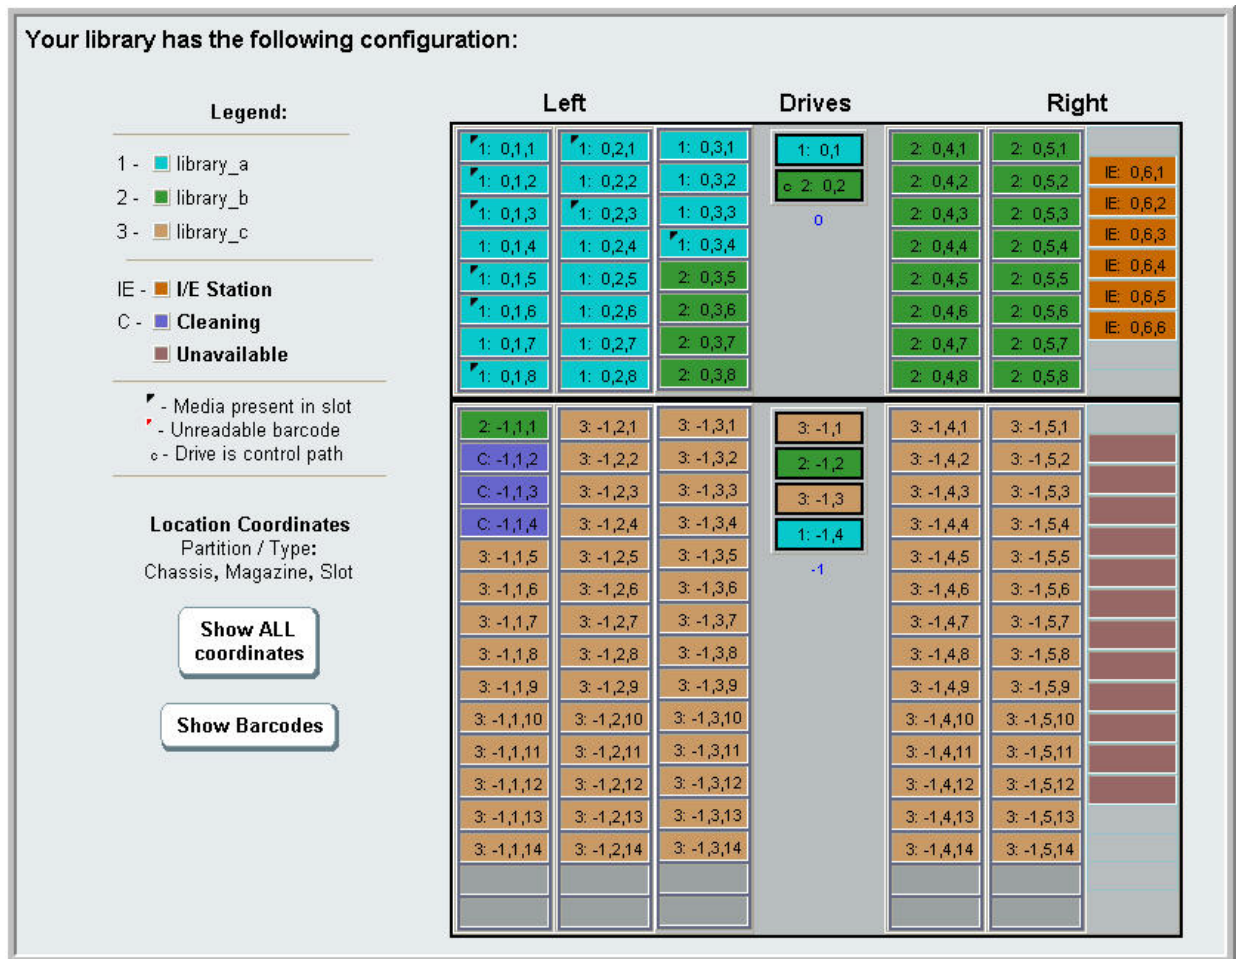 Your library has the following configuration:
Left Drives Right
Legend:
1 - library_a
2 - library_b
3 - library_c
IE - I/E Station
C - Cleaning
Unavailable
- Media present in slot
- Unreadable barcode
c - Drive is control path
Location Coordinates
Partition / Type:
Chassis, Magazine, Slot
Show ALL
coordinates
Show Barcodes
1: 0,1,1 1: 0,2,1 1: 0,3,1 1: 0,1 2: 0,4,1 2: 0,5,1
1: 0,1,2 1: 0,2,2 1: 0,3,2 c 2: 0,2 2: 0,4,2 2: 0,5,2 IE: 0,6,1
1: 0,1,3 1: 0,2,3 1: 0,3,3 0 2: 0,4,3 2: 0,5,3 IE: 0,6,2
1: 0,1,4 1: 0,2,4 1: 0,3,4 2: 0,4,4 2: 0,5,4 IE: 0,6,3
1: 0,1,5 1: 0,2,5 2: 0,3,5 2: 0,4,5 2: 0,5,5 IE: 0,6,4
1: 0,1,6 1: 0,2,6 2: 0,3,6 2: 0,4,6 2: 0,5,6 IE: 0,6,5
1: 0,1,7 1: 0,2,7 2: 0,3,7 2: 0,4,7 2: 0,5,7 IE: 0,6,6
1: 0,1,8 1: 0,2,8 2: 0,3,8 2: 0,4,8 2: 0,5,8
2: -1,1,1 3: -1,2,1 3: -1,3,1 3: -1,1 3: -1,4,1 3: -1,5,1
C: -1,1,2 3: -1,2,2 3: -1,3,2 2: -1,2 3: -1,4,2 3: -1,5,2
C: -1,1,3 3: -1,2,3 3: -1,3,3 3: -1,3 3: -1,4,3 3: -1,5,3
C: -1,1,4 3: -1,2,4 3: -1,3,4 1: -1,4 3: -1,4,4 3: -1,5,4
3: -1,1,5 3: -1,2,5 3: -1,3,5 -1 3: -1,4,5 3: -1,5,5
3: -1,1,6 3: -1,2,6 3: -1,3,6 3: -1,4,6 3: -1,5,6
3: -1,1,7 3: -1,2,7 3: -1,3,7 3: -1,4,7 3: -1,5,7
3: -1,1,8 3: -1,2,8 3: -1,3,8 3: -1,4,8 3: -1,5,8
3: -1,1,9 3: -1,2,9 3: -1,3,9 3: -1,4,9 3: -1,5,9
3: -1,1,10 3: -1,2,10 3: -1,3,10 3: -1,4,10 3: -1,5,10
3: -1,1,11 3: -1,2,11 3: -1,3,11 3: -1,4,11 3: -1,5,11
3: -1,1,12 3: -1,2,12 3: -1,3,12 3: -1,4,12 3: -1,5,12
3: -1,1,13 3: -1,2,13 3: -1,3,13 3: -1,4,13 3: -1,5,13
3: -1,1,14 3: -1,2,14 3: -1,3,14 3: -1,4,14 3: -1,5,14